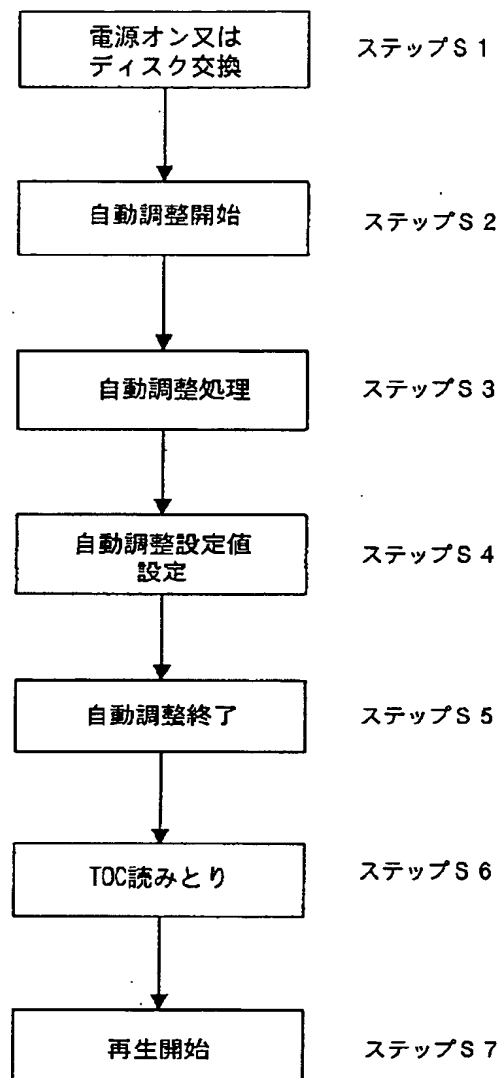 電源オン又は
ディスク交換
ステップS1
自動調整開始
ステップS2
自動調整処理
ステップS3
自動調整設定値
設定
ステップS4
自動調整終了
ステップS5
TOC読みとり
ステップS6
再生開始
ステップS7